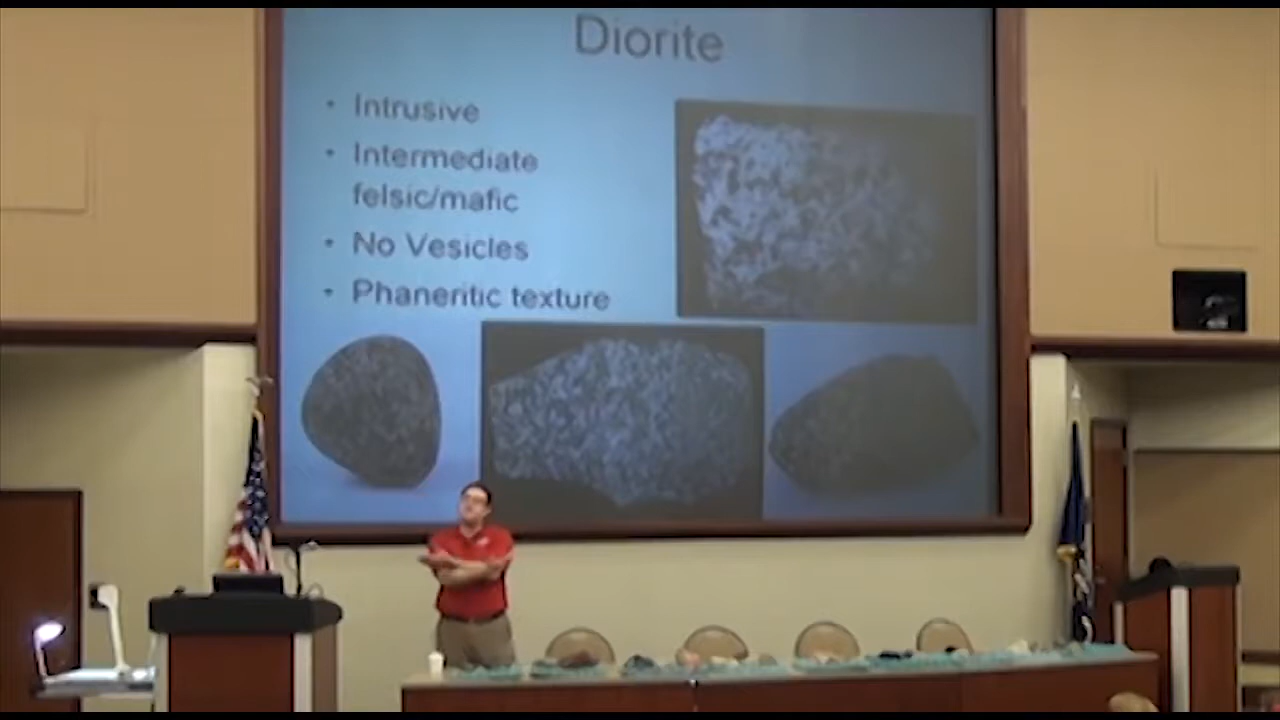 Diorite
• Intrusive
• Intermediate
felsic/mafic
• No Vesicles
• Phaneritic texture